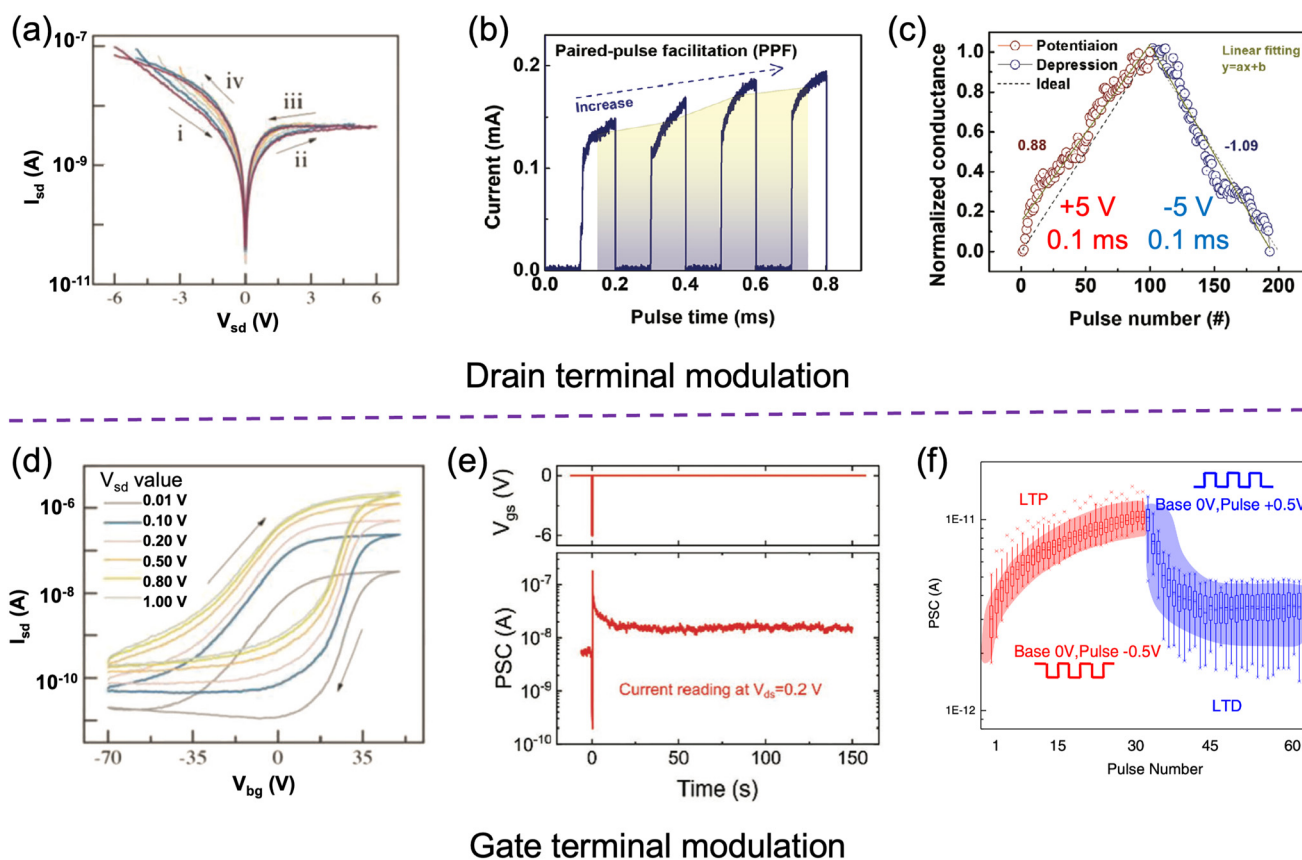 (a)
10⁻⁷
10⁻⁹
10⁻¹¹
I_sd (A)
iv
iii
i
ii
-6 -3 0 3 6
V_sd (V)
(b)
Paired-pulse facilitation (PPF)
Increase
0.2
0.1
0.0
Current (mA)
0.0 0.2 0.4 0.6 0.8
Pulse time (ms)
(c)
Potentiaion
Depression
Ideal
Linear fitting
y=ax+b
1.0
0.8
0.6
0.4
0.2
0.0
Normalized conductance
0.88
-1.09
+5 V
0.1 ms
-5 V
0.1 ms
0 50 100 150 200
Pulse number (#)
Drain terminal modulation
(d)
V_sd value
0.01 V
0.10 V
0.20 V
0.50 V
0.80 V
1.00 V
10⁻⁶
10⁻⁸
10⁻¹⁰
I_sd (A)
-70 -35 0 35
V_bg (V)
(e)
0
-6
V_gs (V)
10⁻⁷
10⁻⁸
10⁻⁹
10⁻¹⁰
PSC (A)
Current reading at V_ds=0.2 V
0 50 100 150
Time (s)
(f)
LTP
Base 0V,Pulse +0.5V
1E-11
1E-12
PSC (A)
Base 0V,Pulse -0.5V
LTD
1 15 30 45 60
Pulse Number
Gate terminal modulation